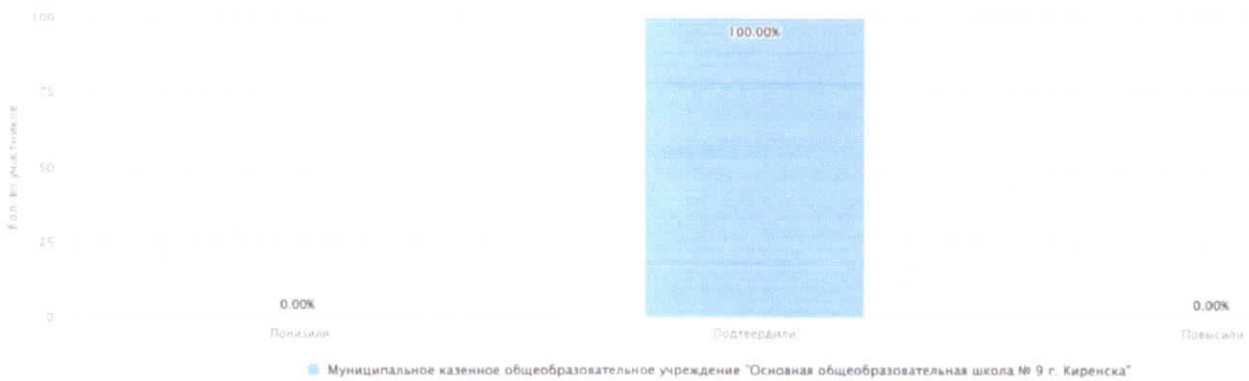 100
100.00%
75
Кол-во участников
50
25
0.00%
0.00%
0
Понизили
Подтвердили
Повысили
Муниципальное казенное общеобразовательное учреждение "Основная общеобразовательная школа № 9 г. Киренска"